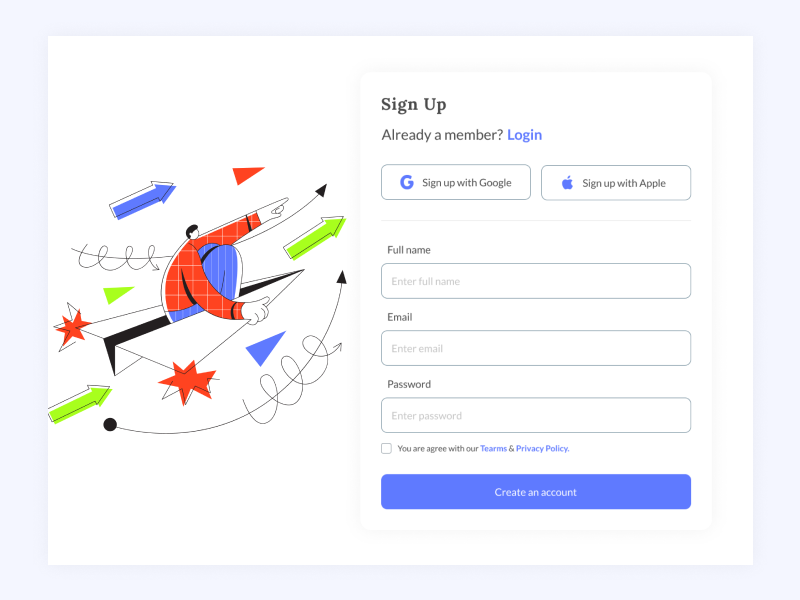 Sign Up
Already a member? Login
Sign up with Google
Sign up with Apple
Full name
Enter full name
Email
Enter email
Password
Enter password
You are agree with our Tearms & Privacy Policy.
Create an account